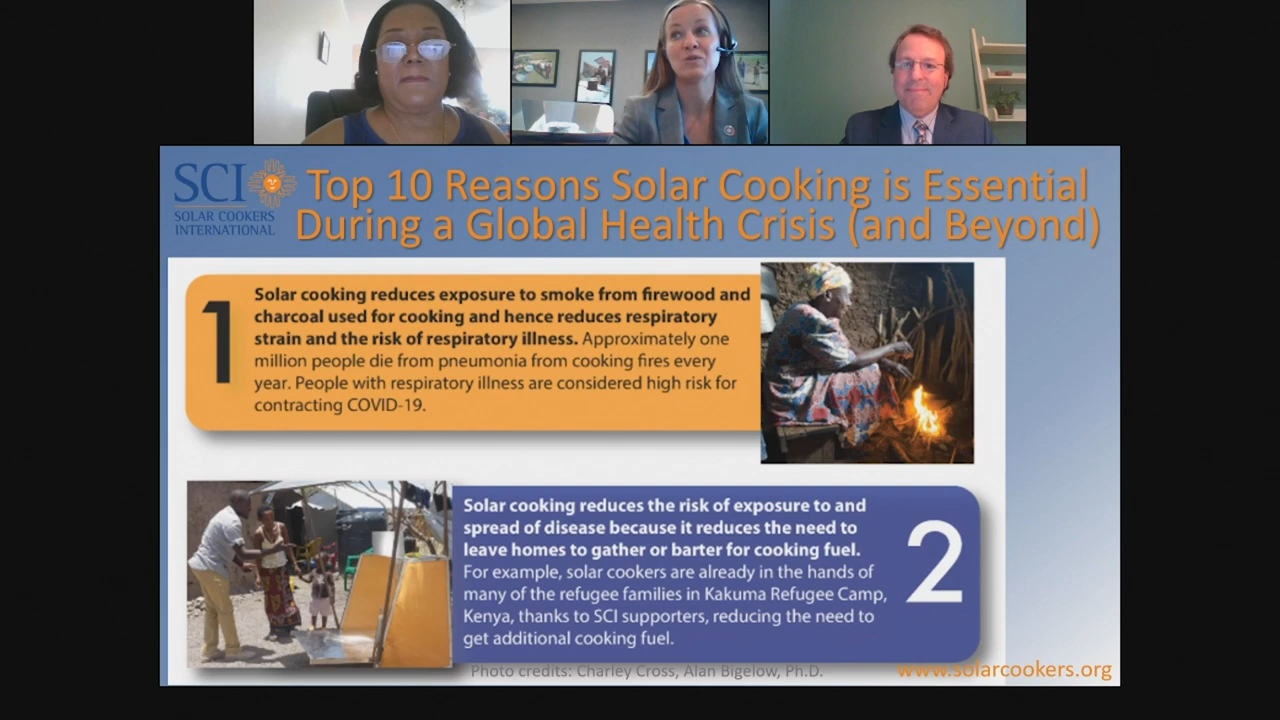 SCI
SOLAR COOKERS
INTERNATIONAL
Top 10 Reasons Solar Cooking is Essential
During a Global Health Crisis (and Beyond)
1
Solar cooking reduces exposure to smoke from firewood and
charcoal used for cooking and hence reduces respiratory
strain and the risk of respiratory illness. Approximately one
million people die from pneumonia from cooking fires every
year. People with respiratory illness are considered high risk for
contracting COVID-19.
Solar cooking reduces the risk of exposure to and
spread of disease because it reduces the need to
leave homes to gather or barter for cooking fuel.
For example, solar cookers are already in the hands of
many of the refugee families in Kakuma Refugee Camp,
Kenya, thanks to SCI supporters, reducing the need to
get additional cooking fuel.
2
Photo credits: Charley Cross, Alan Bigelow, Ph.D.
www.solarcookers.org